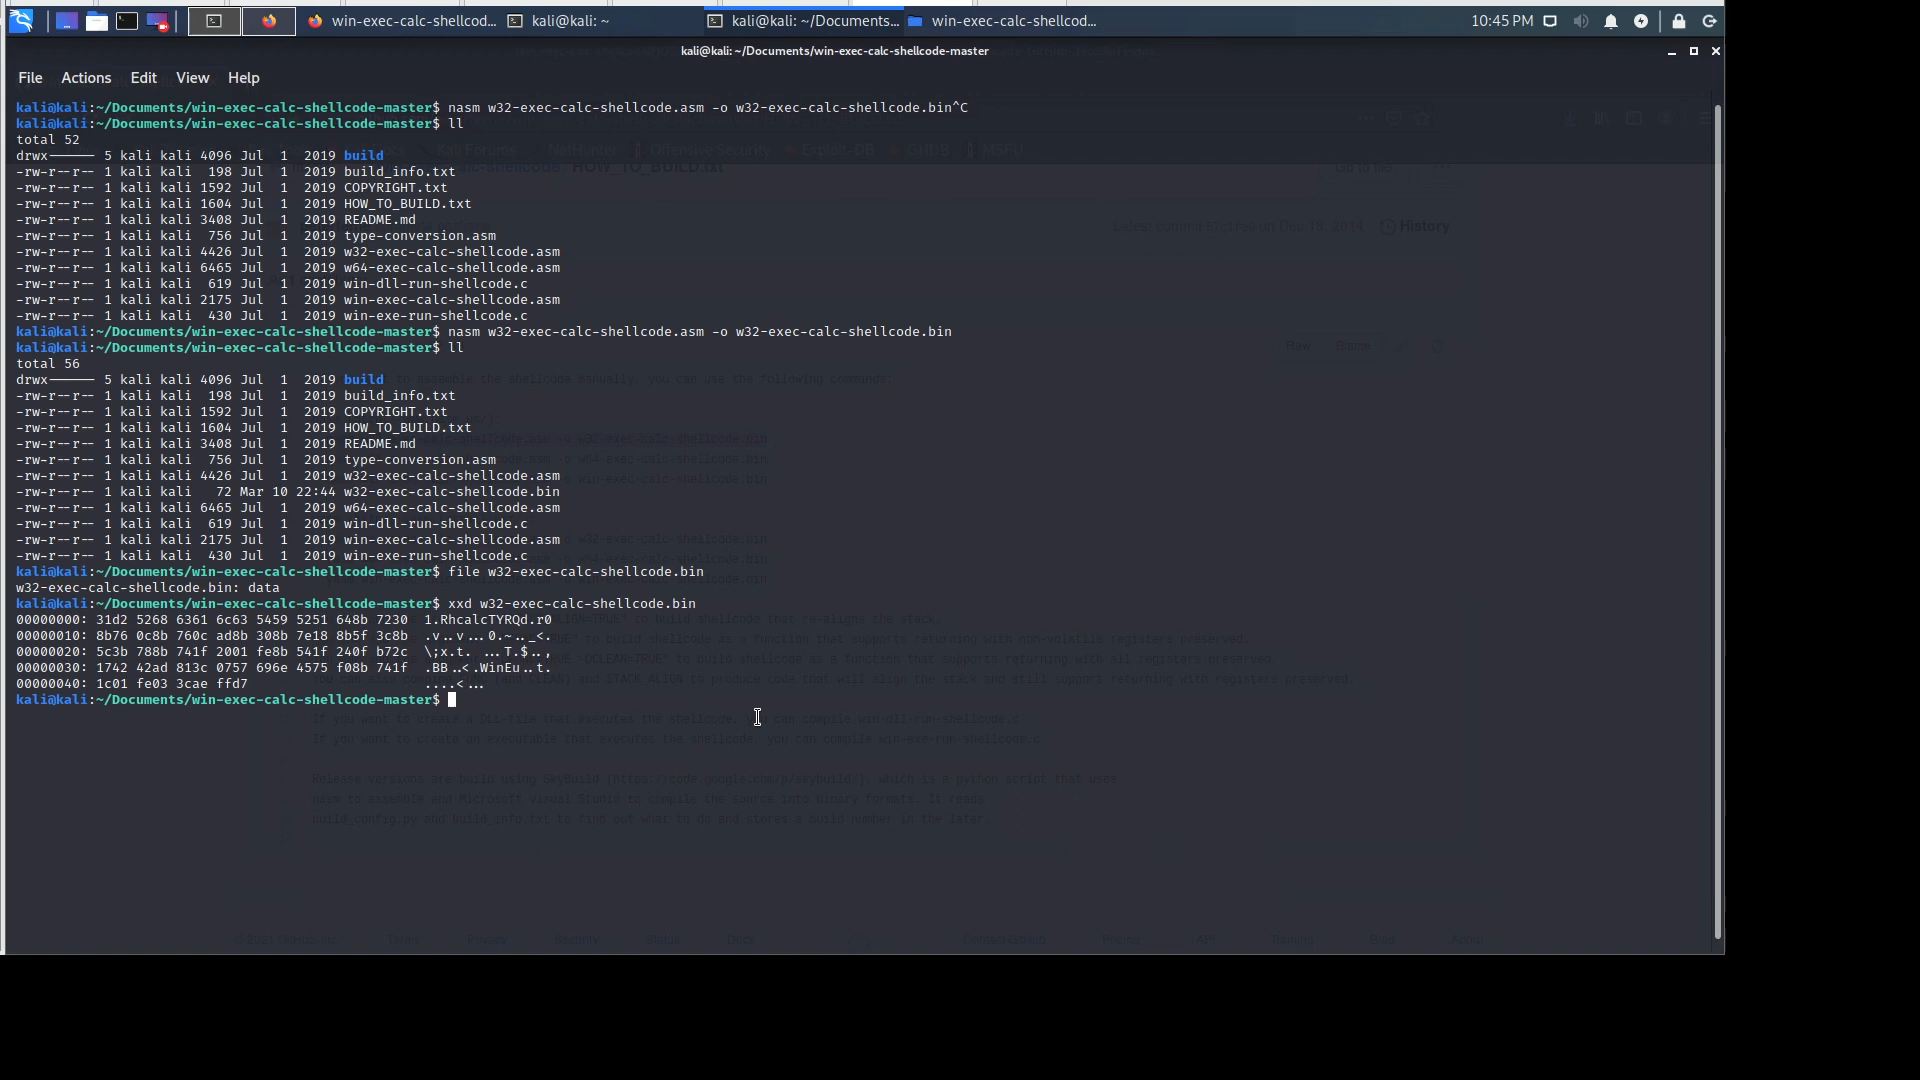 win-exec-calc-shellcod... kali@kali: ~ kali@kali: ~/Documents... win-exec-calc-shellcod... 10:45 PM
kali@kali: ~/Documents/win-exec-calc-shellcode-master
File Actions Edit View Help
kali@kali:~/Documents/win-exec-calc-shellcode-master$ nasm w32-exec-calc-shellcode.asm -o w32-exec-calc-shellcode.bin^C
kali@kali:~/Documents/win-exec-calc-shellcode-master$ ll
total 52
drwx------ 5 kali kali 4096 Jul 1 2019 build
-rw-r--r-- 1 kali kali 198 Jul 1 2019 build_info.txt
-rw-r--r-- 1 kali kali 1592 Jul 1 2019 COPYRIGHT.txt
-rw-r--r-- 1 kali kali 1604 Jul 1 2019 HOW_TO_BUILD.txt
-rw-r--r-- 1 kali kali 3408 Jul 1 2019 README.md
-rw-r--r-- 1 kali kali 756 Jul 1 2019 type-conversion.asm
-rw-r--r-- 1 kali kali 4426 Jul 1 2019 w32-exec-calc-shellcode.asm
-rw-r--r-- 1 kali kali 6465 Jul 1 2019 w64-exec-calc-shellcode.asm
-rw-r--r-- 1 kali kali 619 Jul 1 2019 win-dll-run-shellcode.c
-rw-r--r-- 1 kali kali 2175 Jul 1 2019 win-exec-calc-shellcode.asm
-rw-r--r-- 1 kali kali 430 Jul 1 2019 win-exe-run-shellcode.c
kali@kali:~/Documents/win-exec-calc-shellcode-master$ nasm w32-exec-calc-shellcode.asm -o w32-exec-calc-shellcode.bin
kali@kali:~/Documents/win-exec-calc-shellcode-master$ ll
total 56
drwx------ 5 kali kali 4096 Jul 1 2019 build
-rw-r--r-- 1 kali kali 198 Jul 1 2019 build_info.txt
-rw-r--r-- 1 kali kali 1592 Jul 1 2019 COPYRIGHT.txt
-rw-r--r-- 1 kali kali 1604 Jul 1 2019 HOW_TO_BUILD.txt
-rw-r--r-- 1 kali kali 3408 Jul 1 2019 README.md
-rw-r--r-- 1 kali kali 756 Jul 1 2019 type-conversion.asm
-rw-r--r-- 1 kali kali 4426 Jul 1 2019 w32-exec-calc-shellcode.asm
-rw-r--r-- 1 kali kali 72 Mar 10 22:44 w32-exec-calc-shellcode.bin
-rw-r--r-- 1 kali kali 6465 Jul 1 2019 w64-exec-calc-shellcode.asm
-rw-r--r-- 1 kali kali 619 Jul 1 2019 win-dll-run-shellcode.c
-rw-r--r-- 1 kali kali 2175 Jul 1 2019 win-exec-calc-shellcode.asm
-rw-r--r-- 1 kali kali 430 Jul 1 2019 win-exe-run-shellcode.c
kali@kali:~/Documents/win-exec-calc-shellcode-master$ file w32-exec-calc-shellcode.bin
w32-exec-calc-shellcode.bin: data
kali@kali:~/Documents/win-exec-calc-shellcode-master$ xxd w32-exec-calc-shellcode.bin
00000000: 31d2 5268 6361 6c63 5459 5251 648b 7230 1.RhcalcTYRQd.r0
00000010: 8b76 0c8b 760c ad8b 308b 7e18 8b5f 3c8b .v..v...0.~.._<.
00000020: 5c3b 788b 741f 2001 fe8b 541f 240f b72c \;x.t. ...T.$..,
00000030: 1742 42ad 813c 0757 696e 4575 f08b 741f .BB..<.WinEu..t.
00000040: 1c01 fe03 3cae ffd7 ....<...
kali@kali:~/Documents/win-exec-calc-shellcode-master$